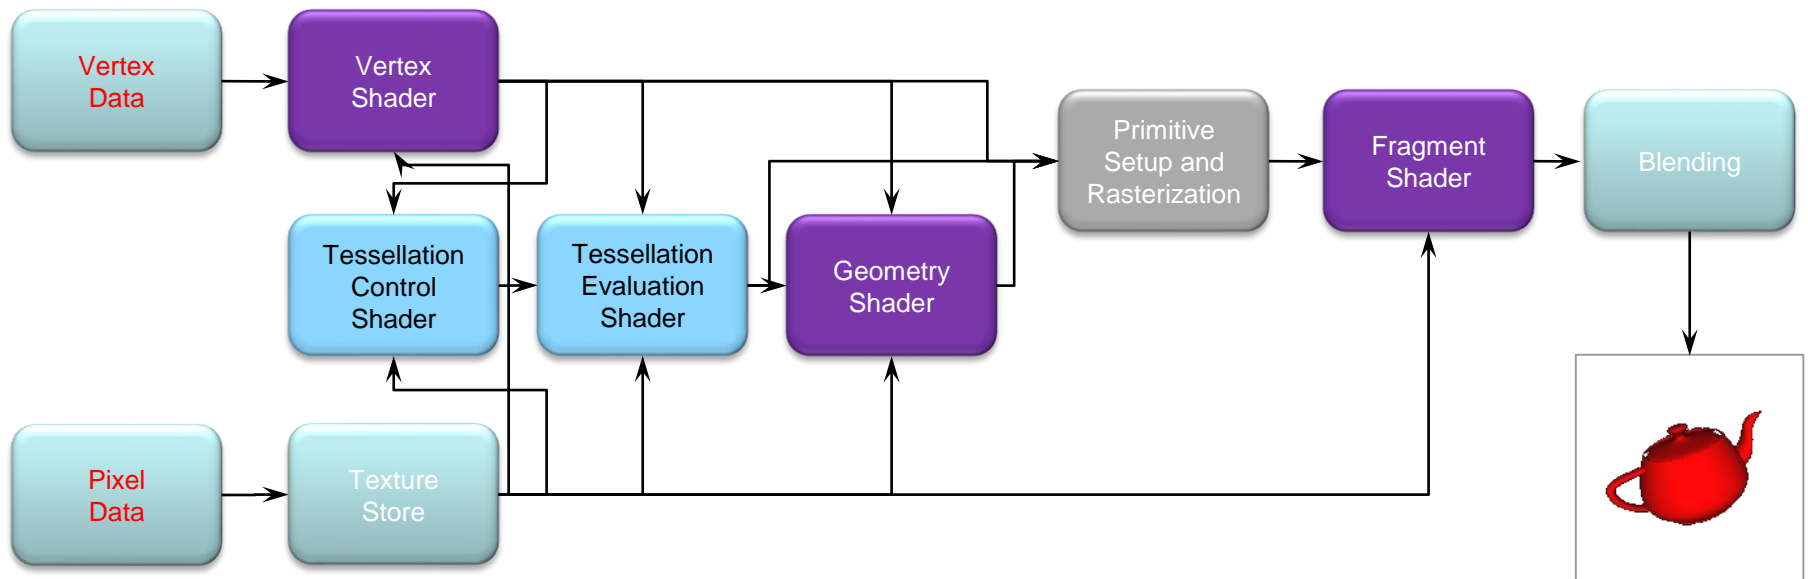 Vertex
Data
Vertex
Shader
Primitive
Setup and
Rasterization
Fragment
Shader
Blending
Tessellation
Control
Shader
Tessellation
Evaluation
Shader
Geometry
Shader
Pixel
Data
Texture
Store